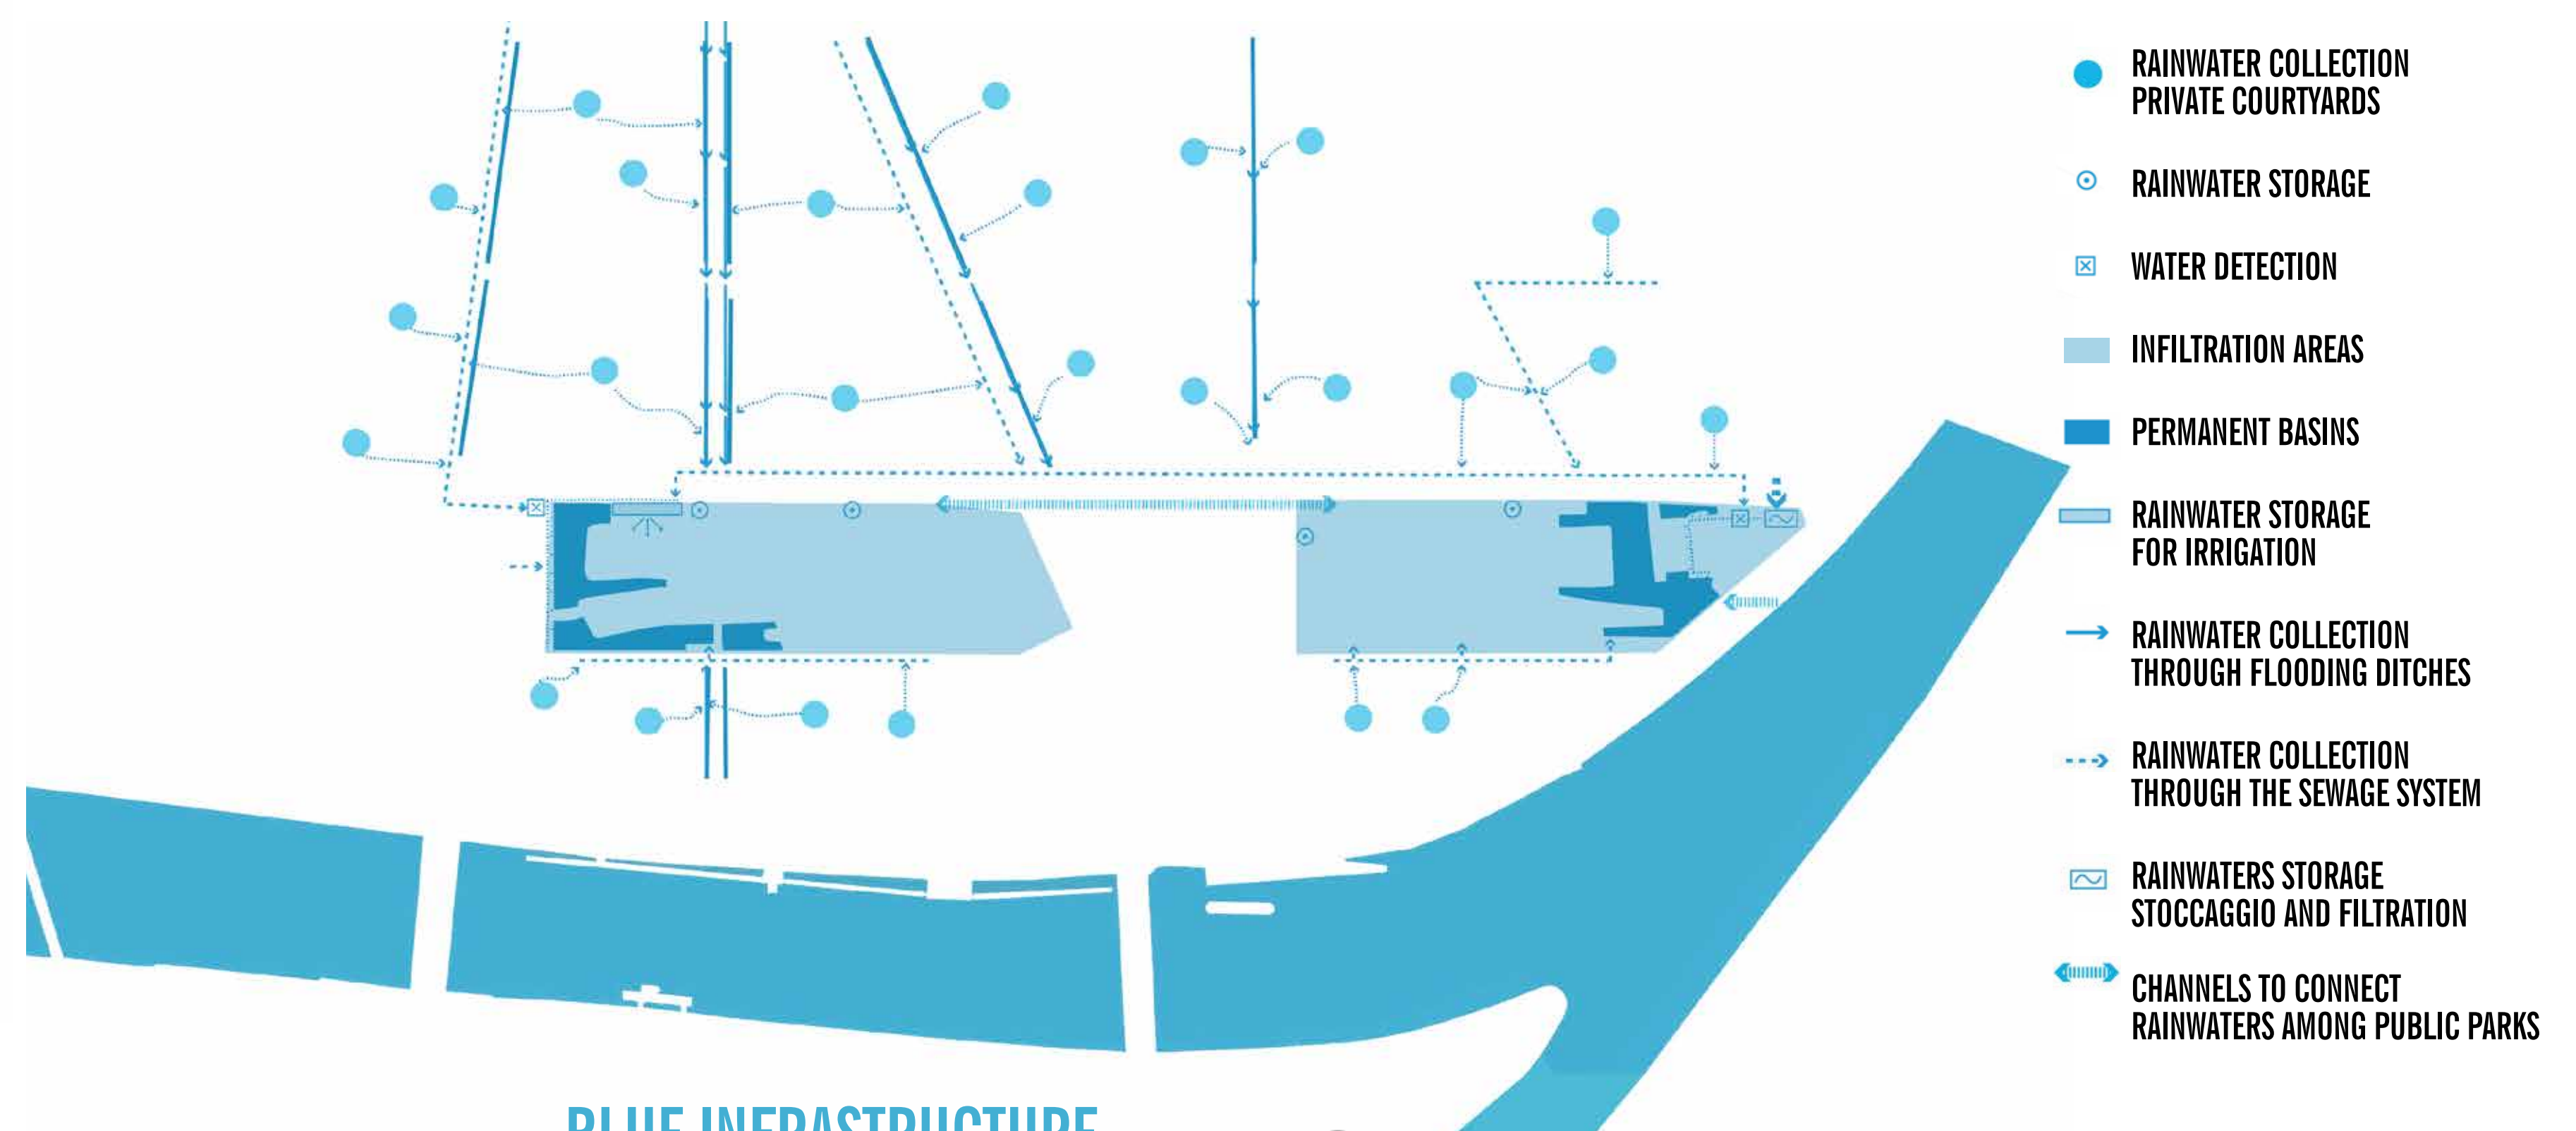 RAINWATER COLLECTION
PRIVATE COURTYARDS
RAINWATER STORAGE
WATER DETECTION
INFILTRATION AREAS
PERMANENT BASINS
RAINWATER STORAGE
FOR IRRIGATION
RAINWATER COLLECTION
THROUGH FLOODING DITCHES
RAINWATER COLLECTION
THROUGH THE SEWAGE SYSTEM
RAINWATERS STORAGE
STOCCAGGIO AND FILTRATION
CHANNELS TO CONNECT
RAINWATERS AMONG PUBLIC PARKS
BLUE INFRASTRUCTURE